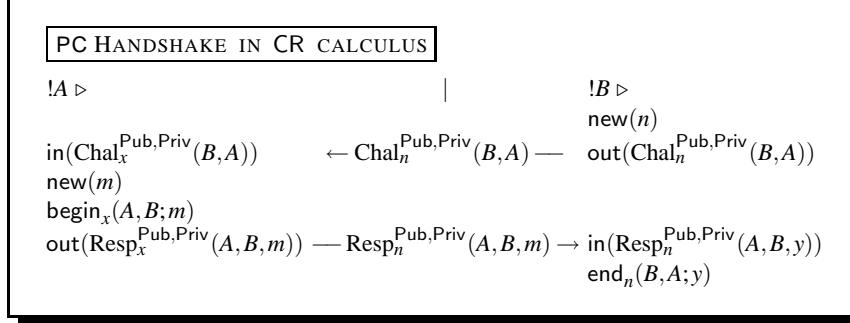 PC HANDSHAKE IN CR CALCULUS
!A ▷ | !B ▷
new(n)
in(Chal_x^{Pub,Priv}(B,A)) ← Chal_n^{Pub,Priv}(B,A) — out(Chal_n^{Pub,Priv}(B,A))
new(m)
begin_x(A,B;m)
out(Resp_x^{Pub,Priv}(A,B,m)) — Resp_n^{Pub,Priv}(A,B,m) → in(Resp_n^{Pub,Priv}(A,B,y))
end_n(B,A;y)